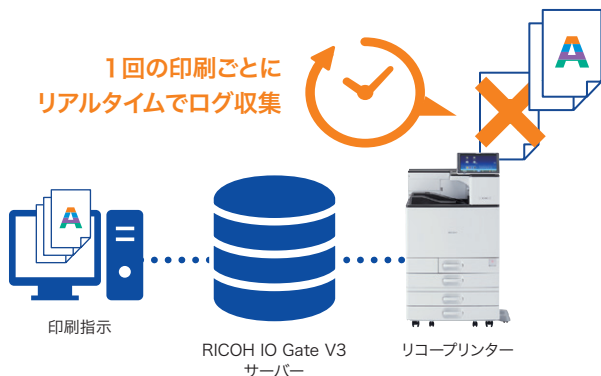 1回の印刷ごとに
リアルタイムでログ収集
A
A
印刷指示
RICOH IO Gate V3
サーバー
リコープリンター